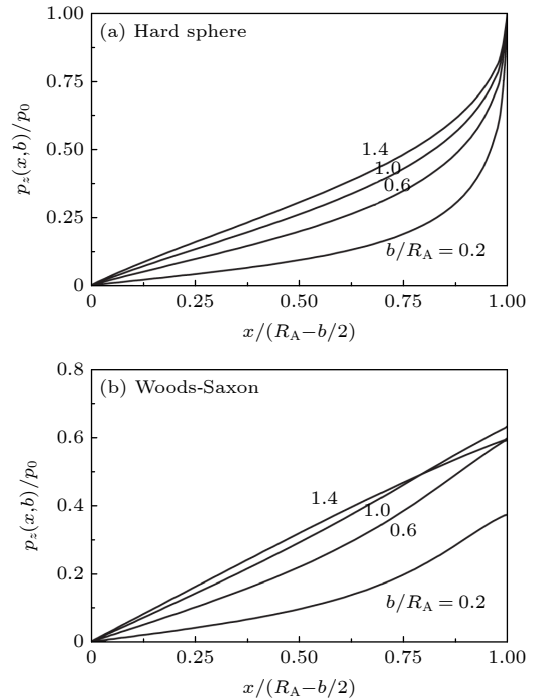 1.00
(a) Hard sphere
0.75
p_z(x,b)/p_0
0.50
1.4
1.0
0.6
0.25
b/R_A = 0.2
0
0 0.25 0.50 0.75 1.00
x/(R_A−b/2)
0.8
(b) Woods-Saxon
0.6
p_z(x,b)/p_0
0.4
1.4
1.0
0.6
0.2
b/R_A = 0.2
0
0 0.25 0.50 0.75 1.00
x/(R_A−b/2)